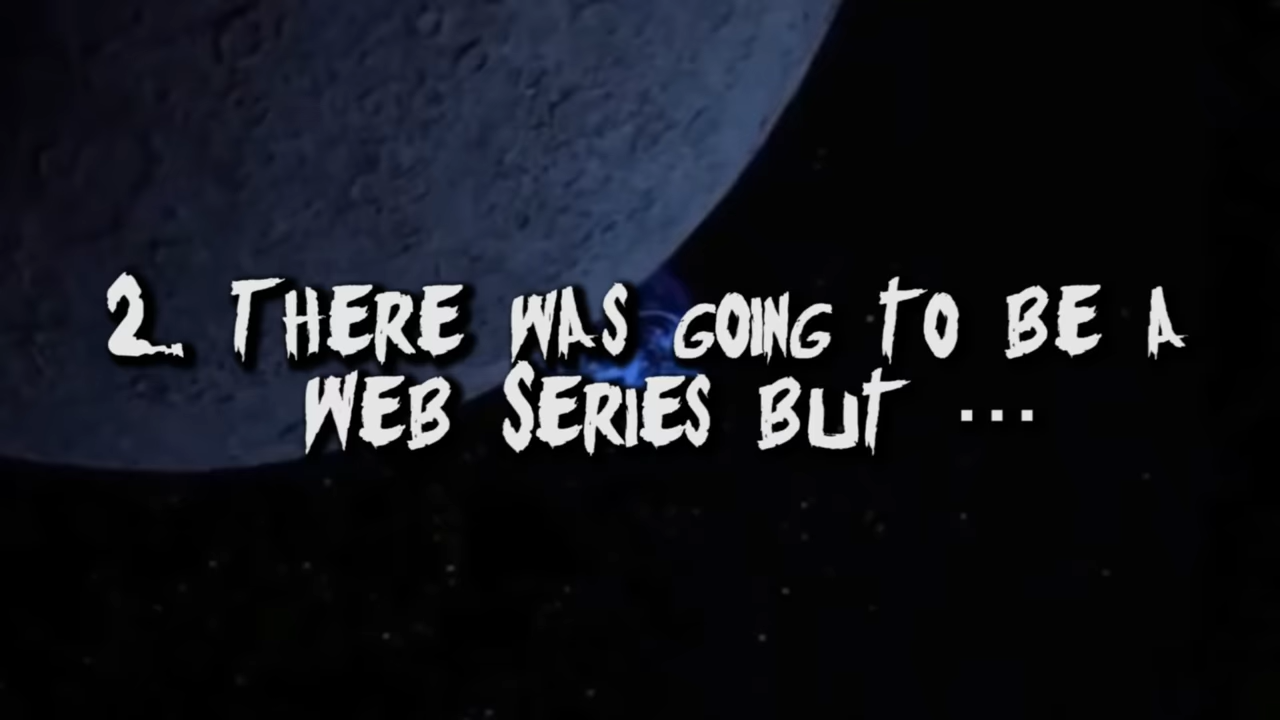 2. THERE WAS GOING TO BE A
WEB SERIES BUT ...